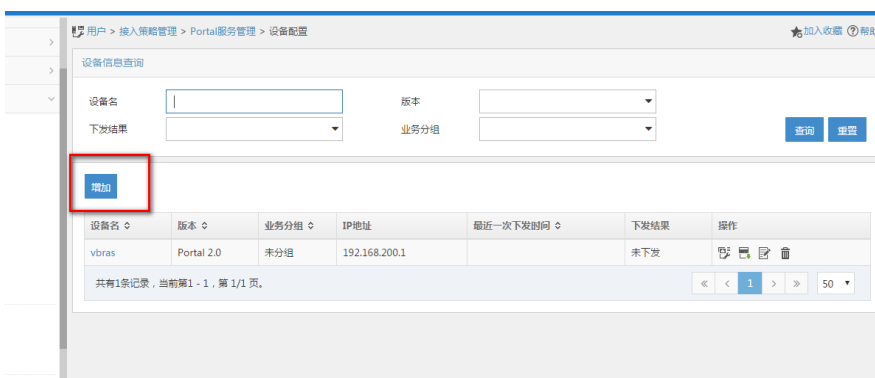 用户 > 接入策略管理 > Portal服务管理 > 设备配置 加入收藏 帮助
设备信息查询
设备名 版本
下发结果 业务分组 查询 重置
增加
设备名 版本 业务分组 IP地址 最近一次下发时间 下发结果 操作
vbras Portal 2.0 未分组 192.168.200.1 未下发
共有1条记录，当前第1 - 1，第 1/1 页。 « < 1 > » 50